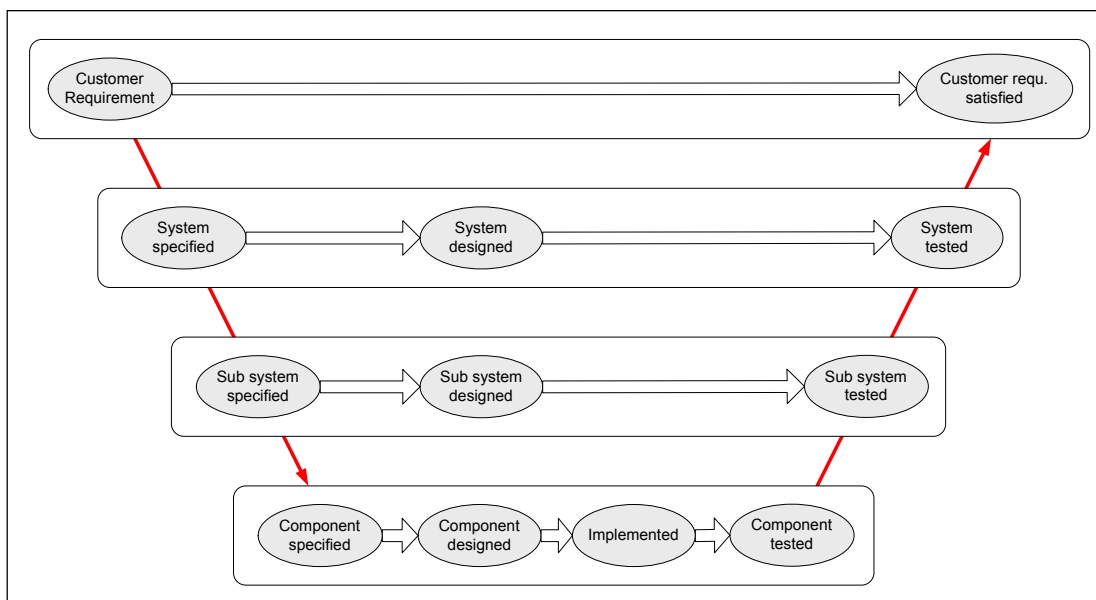 Customer
Requirement
Customer requ.
satisfied
System
specified
System
designed
System
tested
Sub system
specified
Sub system
designed
Sub system
tested
Component
specified
Component
designed
Implemented
Component
tested